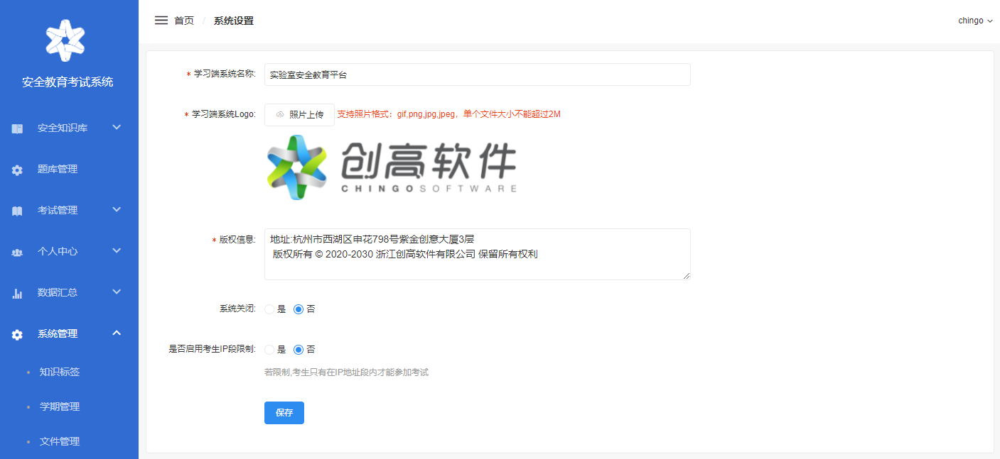 安全教育考试系统
安全知识库
题库管理
考试管理
个人中心
数据汇总
系统管理
知识标签
学期管理
文件管理
首页 / 系统设置
chingo
* 学习端系统名称: 实验室安全教育平台
* 学习端系统Logo: 照片上传 支持照片格式：gif,png,jpg,jpeg，单个文件大小不能超过2M
创高软件
CHINGOSOFTWARE
* 版权信息: 地址:杭州市西湖区申花798号紫金创意大厦3层
版权所有 © 2020-2030 浙江创高软件有限公司 保留所有权利
系统关闭: 是 否
是否启用考生IP段限制: 是 否
若限制,考生只有在IP地址段内才能参加考试
保存